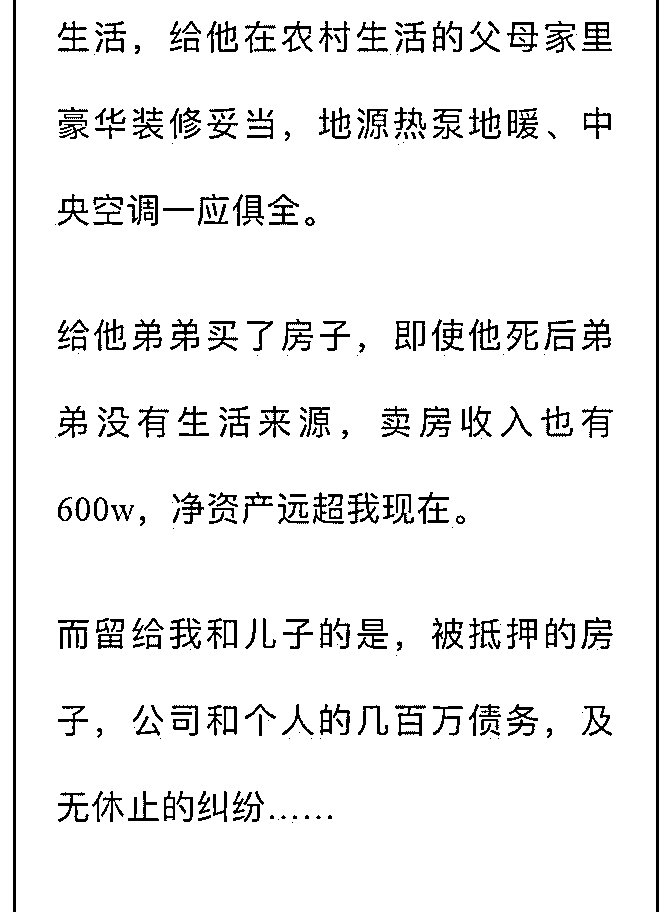 生活，给他在农村生活的父母家里
豪华装修妥当，地源热泵地暖、中
央空调一应俱全。
给他弟弟买了房子，即使他死后弟
弟没有生活来源，卖房收入也有
600w，净资产远超我现在。
而留给我和儿子的是，被抵押的房
子，公司和个人的几百万债务，及
无休止的纠纷……